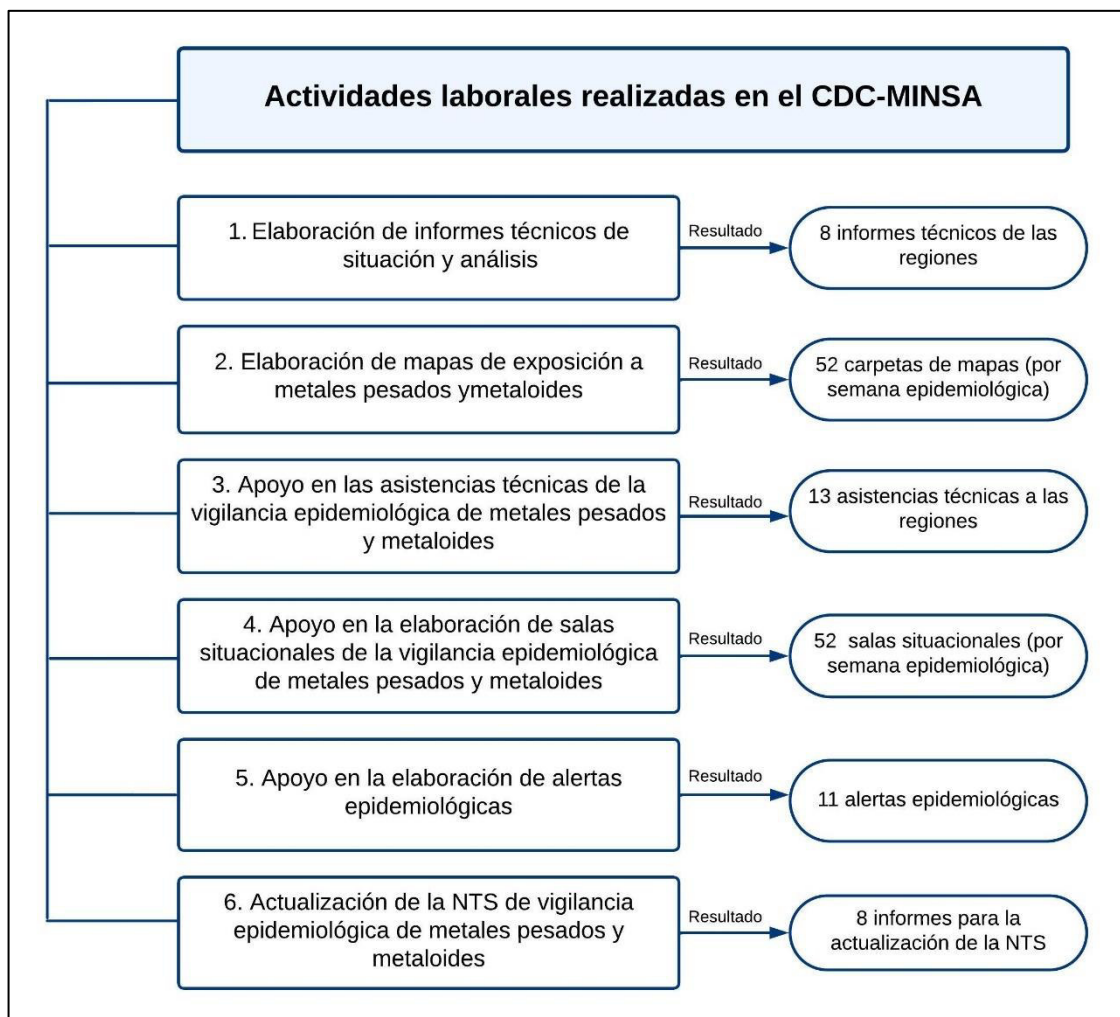 Actividades laborales realizadas en el CDC-MINSA
1. Elaboración de informes técnicos de
situación y análisis
Resultado
8 informes técnicos de las
regiones
2. Elaboración de mapas de exposición a
metales pesados ymetaloides
Resultado
52 carpetas de mapas (por
semana epidemiológica)
3. Apoyo en las asistencias técnicas de la
vigilancia epidemiológica de metales pesados
y metaloides
Resultado
13 asistencias técnicas a las
regiones
4. Apoyo en la elaboración de salas
situacionales de la vigilancia epidemiológica
de metales pesados y metaloides
Resultado
52 salas situacionales (por
semana epidemiológica)
5. Apoyo en la elaboración de alertas
epidemiológicas
Resultado
11 alertas epidemiológicas
6. Actualización de la NTS de vigilancia
epidemiológica de metales pesados y
metaloides
Resultado
8 informes para la
actualización de la NTS